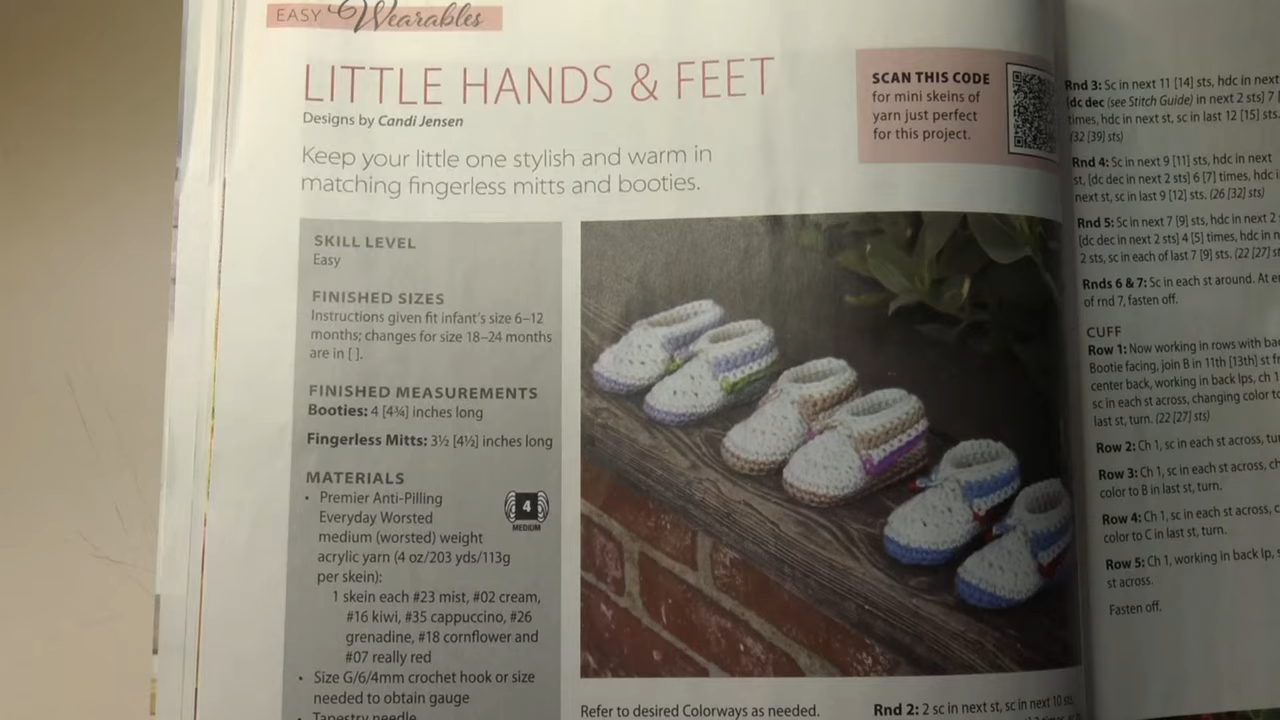 EASY Wearables
LITTLE HANDS & FEET
Designs by Candi Jensen
Keep your little one stylish and warm in
matching fingerless mitts and booties.
SCAN THIS CODE
for mini skeins of
yarn just perfect
for this project.
SKILL LEVEL
Easy
FINISHED SIZES
Instructions given fit infant's size 6–12
months; changes for size 18–24 months
are in [ ].
FINISHED MEASUREMENTS
Booties: 4 [4¾] inches long
Fingerless Mitts: 3½ [4½] inches long
MATERIALS
• Premier Anti-Pilling
Everyday Worsted
medium (worsted) weight
acrylic yarn (4 oz/203 yds/113g
per skein):
1 skein each #23 mist, #02 cream,
#16 kiwi, #35 cappuccino, #26
grenadine, #18 cornflower and
#07 really red
• Size G/6/4mm crochet hook or size
needed to obtain gauge
• Tapestry needle
4
MEDIUM
Refer to desired Colorways as needed.
Rnd 2: 2 sc in next st, sc in next 10
Rnd 3: Sc in next 11 [14] sts, hdc in next
[dc dec (see Stitch Guide) in next 2 sts] 7
times, hdc in next st, sc in last 12 [15] sts.
(32 [39] sts)
Rnd 4: Sc in next 9 [11] sts, hdc in next
st, [dc dec in next 2 sts] 6 [7] times, hdc
next st, sc in last 9 [12] sts. (26 [32] sts)
Rnd 5: Sc in next 7 [9] sts, hdc in next 2
[dc dec in next 2 sts] 4 [5] times, hdc in
2 sts, sc in each of last 7 [9] sts. (22 [27]
Rnds 6 & 7: Sc in each st around. At
of rnd 7, fasten off.
CUFF
Row 1: Now working in rows with
Bootie facing, join B in 11th [13th] st
center back, working in back lps, ch 1
sc in each st across, changing color
last st, turn. (22 [27] sts)
Row 2: Ch 1, sc in each st across,
Row 3: Ch 1, sc in each st across,
color to B in last st, turn.
Row 4: Ch 1, sc in each st across,
color to C in last st, turn.
Row 5: Ch 1, working in back lp,
st across.
Fasten off.